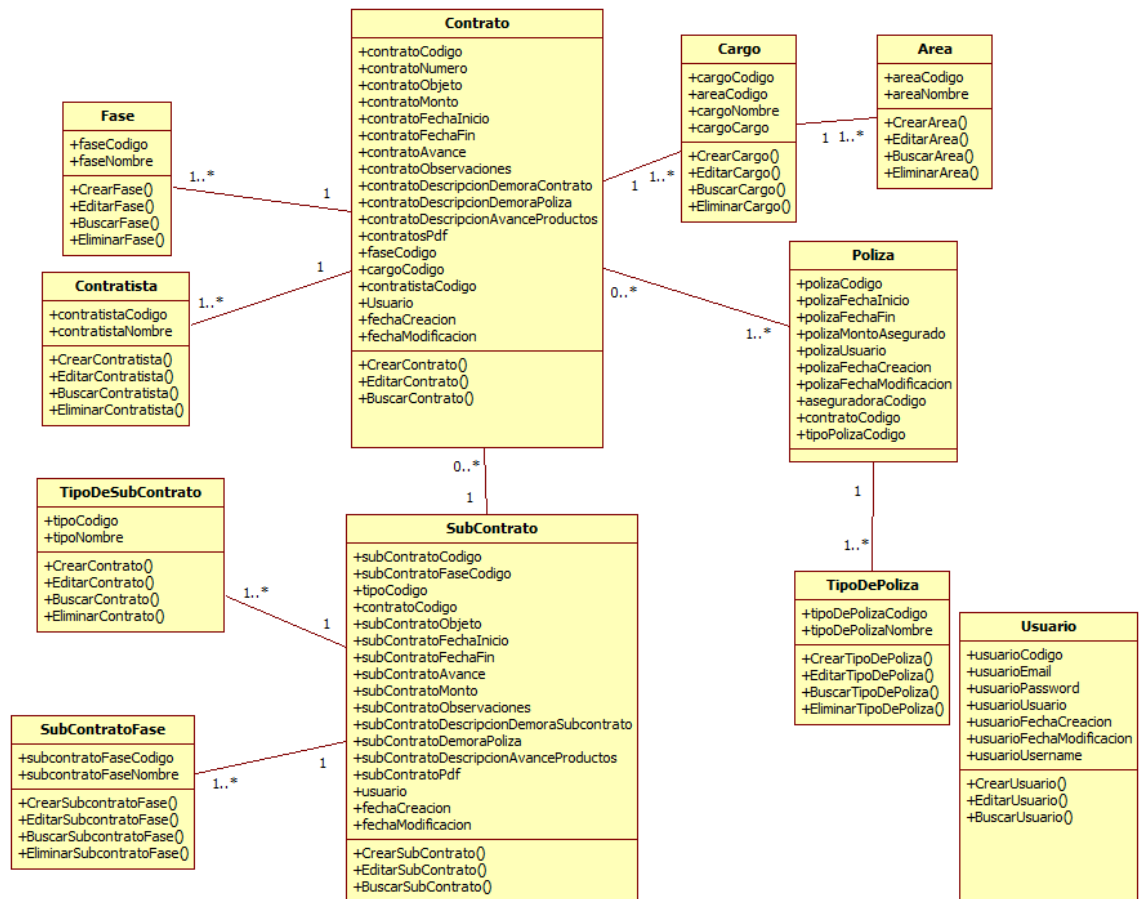 Contrato
+contratoCodigo
+contratoNumero
+contratoObjeto
+contratoMonto
+contratoFechaInicio
+contratoFechaFin
+contratoAvance
+contratoObservaciones
+contratoDescripcionDemoraContrato
+contratoDescripcionDemoraPoliza
+contratoDescripcionAvanceProductos
+contratosPdf
+faseCodigo
+cargoCodigo
+contratistaCodigo
+Usuario
+fechaCreacion
+fechaModificacion
+CrearContrato()
+EditarContrato()
+BuscarContrato()
Cargo
+cargoCodigo
+areaCodigo
+cargoNombre
+cargoCargo
+CrearCargo()
+EditarCargo()
+BuscarCargo()
+EliminarCargo()
Area
+areaCodigo
+areaNombre
+CrearArea()
+EditarArea()
+BuscarArea()
+EliminarArea()
1 1..*
1 1..*
Fase
+faseCodigo
+faseNombre
+CrearFase()
+EditarFase()
+BuscarFase()
+EliminarFase()
1..* 1
Contratista
+contratistaCodigo
+contratistaNombre
+CrearContratista()
+EditarContratista()
+BuscarContratista()
+EliminarContratista()
1..* 1
Poliza
+polizaCodigo
+polizaFechaInicio
+polizaFechaFin
+polizaMontoAsegurado
+polizaUsuario
+polizaFechaCreacion
+polizaFechaModificacion
+aseguradoraCodigo
+contratoCodigo
+tipoPolizaCodigo
0..* 1..*
0..*
1
TipoDeSubContrato
+tipoCodigo
+tipoNombre
+CrearContrato()
+EditarContrato()
+BuscarContrato()
+EliminarContrato()
1..* 1
SubContrato
+subContratoCodigo
+subContratoFaseCodigo
+tipoCodigo
+contratoCodigo
+subContratoObjeto
+subContratoFechaInicio
+subContratoFechaFin
+subContratoAvance
+subContratoMonto
+subContratoObservaciones
+subContratoDescripcionDemoraSubcontrato
+subContratoDemoraPoliza
+subContratoDescripcionAvanceProductos
+subContratoPdf
+usuario
+fechaCreacion
+fechaModificacion
+CrearSubContrato()
+EditarSubContrato()
+BuscarSubContrato()
1
1..*
TipoDePoliza
+tipoDePolizaCodigo
+tipoDePolizaNombre
+CrearTipoDePoliza()
+EditarTipoDePoliza()
+BuscarTipoDePoliza()
+EliminarTipoDePoliza()
Usuario
+usuarioCodigo
+usuarioEmail
+usuarioPassword
+usuarioUsuario
+usuarioFechaCreacion
+usuarioFechaModificacion
+usuarioUsername
+CrearUsuario()
+EditarUsuario()
+BuscarUsuario()
SubContratoFase
+subcontratoFaseCodigo
+subcontratoFaseNombre
+CrearSubcontratoFase()
+EditarSubcontratoFase()
+BuscarSubcontratoFase()
+EliminarSubcontratoFase()
1..* 1